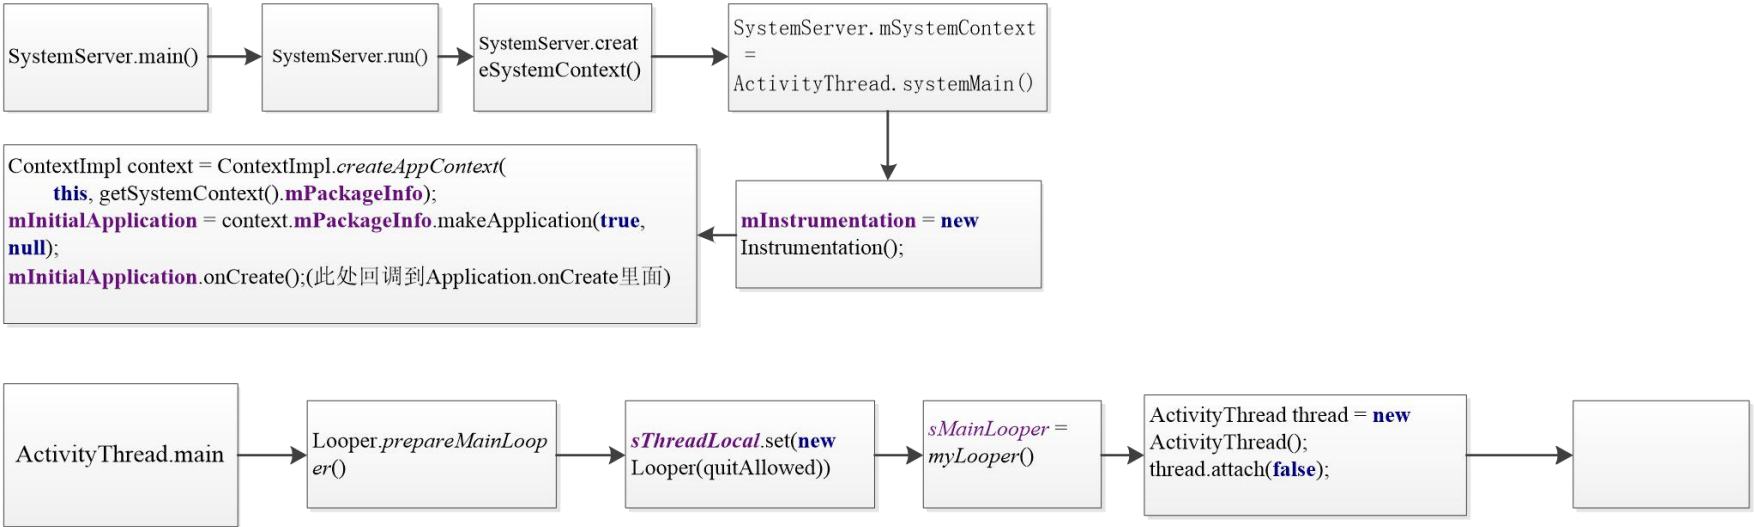 SystemServer.main()
SystemServer.run()
SystemServer.creat
eSystemContext()
SystemServer.mSystemContext
=
ActivityThread.systemMain()
mInstrumentation = new
Instrumentation();
ContextImpl context = ContextImpl.createAppContext(
this, getSystemContext().mPackageInfo);
mInitialApplication = context.mPackageInfo.makeApplication(true,
null);
mInitialApplication.onCreate();(此处回调到Application.onCreate里面)
ActivityThread.main
Looper.prepareMainLoop
er()
sThreadLocal.set(new
Looper(quitAllowed))
sMainLooper =
myLooper()
ActivityThread thread = new
ActivityThread();
thread.attach(false);